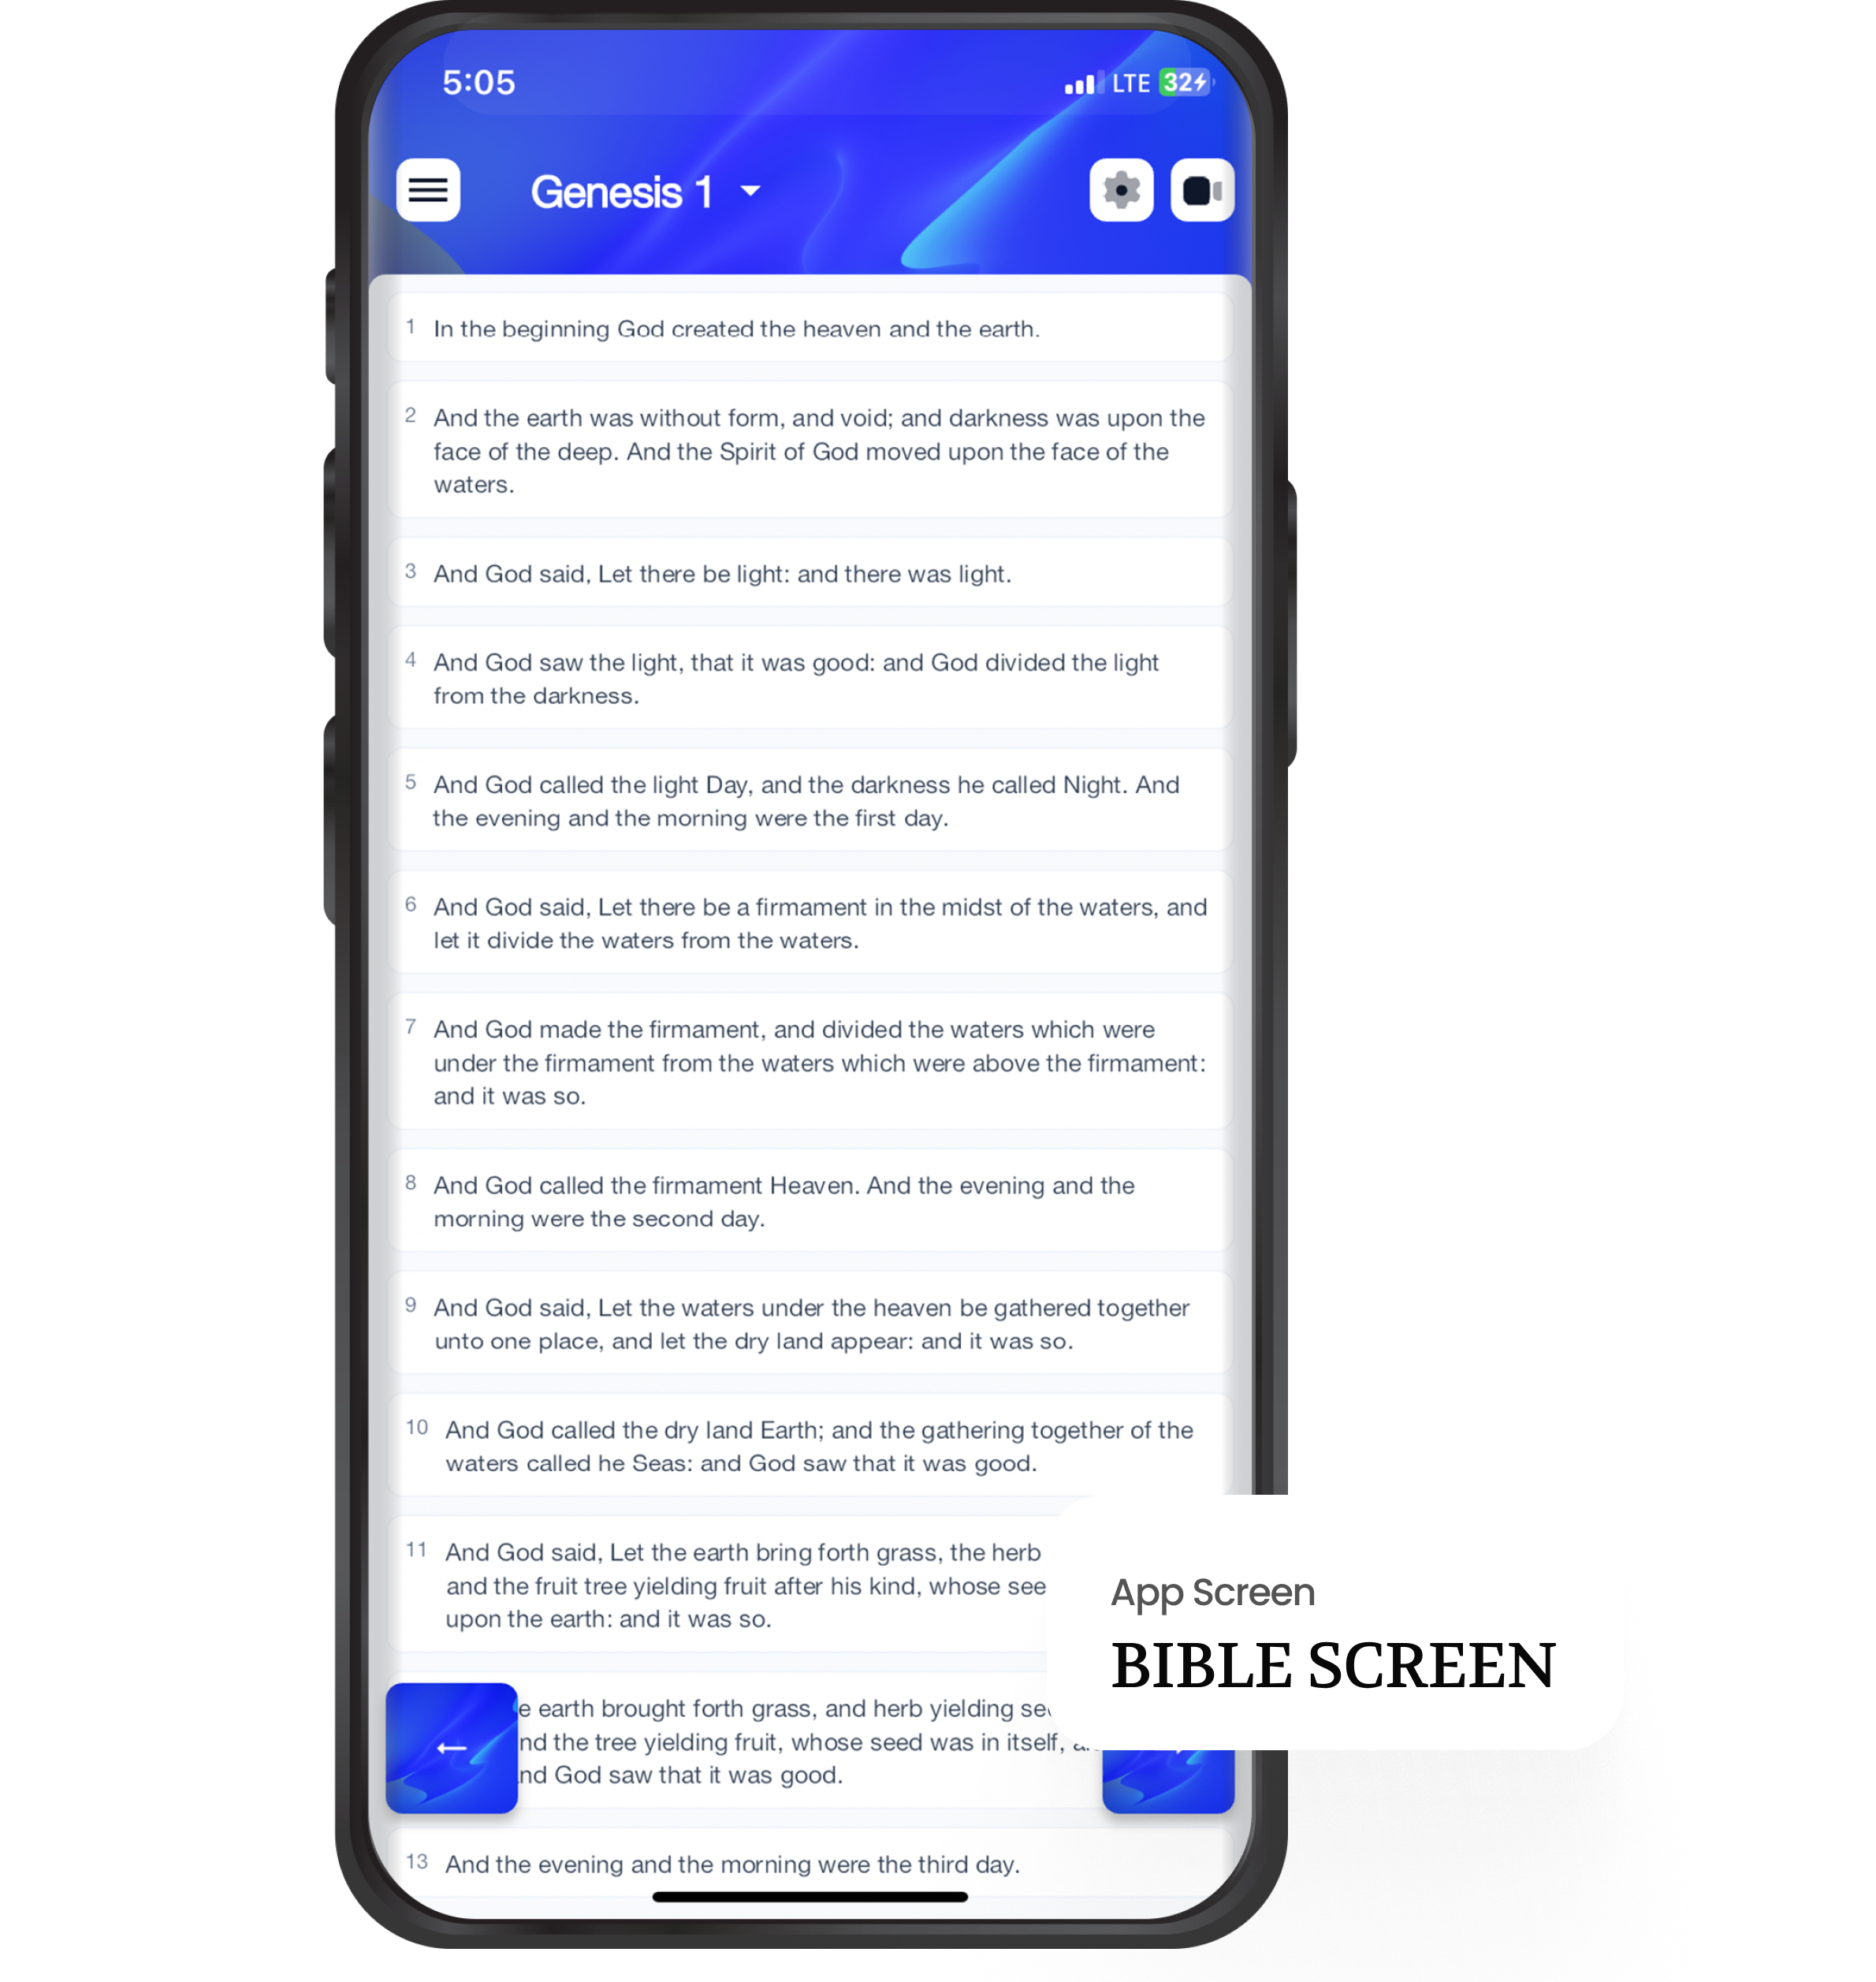 5:05 LTE 32
Genesis 1
1 In the beginning God created the heaven and the earth.
2 And the earth was without form, and void; and darkness was upon the
face of the deep. And the Spirit of God moved upon the face of the
waters.
3 And God said, Let there be light: and there was light.
4 And God saw the light, that it was good: and God divided the light
from the darkness.
5 And God called the light Day, and the darkness he called Night. And
the evening and the morning were the first day.
6 And God said, Let there be a firmament in the midst of the waters, and
let it divide the waters from the waters.
7 And God made the firmament, and divided the waters which were
under the firmament from the waters which were above the firmament:
and it was so.
8 And God called the firmament Heaven. And the evening and the
morning were the second day.
9 And God said, Let the waters under the heaven be gathered together
unto one place, and let the dry land appear: and it was so.
10 And God called the dry land Earth; and the gathering together of the
waters called he Seas: and God saw that it was good.
11 And God said, Let the earth bring forth grass, the herb
and the fruit tree yielding fruit after his kind, whose
upon the earth: and it was so.
earth brought forth grass, and herb yielding
the tree yielding fruit, whose seed was in itself,
God saw that it was good.
13 And the evening and the morning were the third day.
App Screen
BIBLE SCREEN